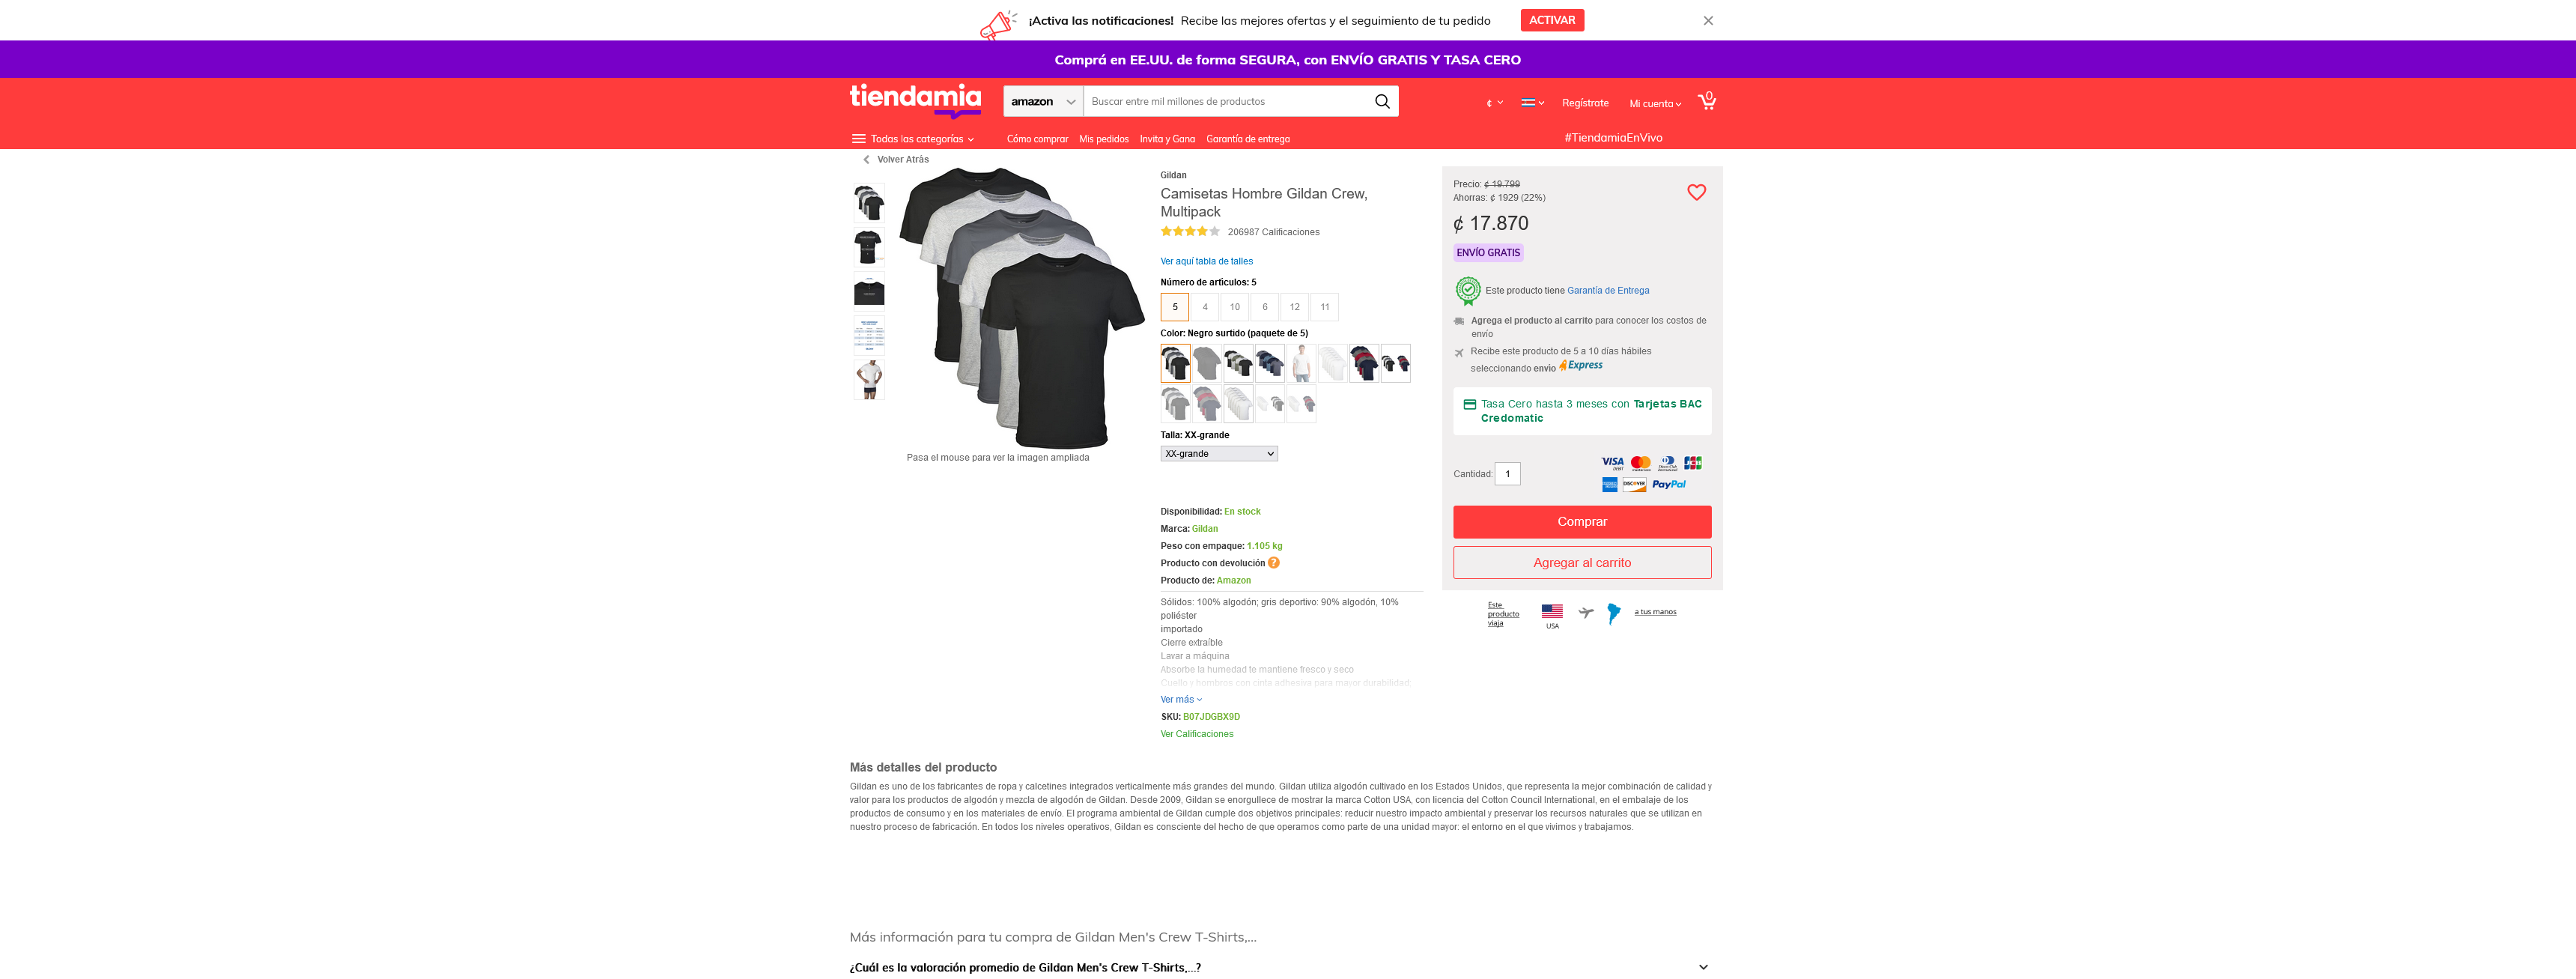 ¡Activa las notificaciones! Recibe las mejores ofertas y el seguimiento de tu pedido
ACTIVAR
Comprá en EE.UU. de forma SEGURA, con ENVÍO GRATIS Y TASA CERO
tiendamia
amazon
Buscar entre mil millones de productos
¢
Regístrate
Mi cuenta
0
Todas las categorías
Cómo comprar
Mis pedidos
Invita y Gana
Garantía de entrega
#TiendamiaEnVivo
Volver Atrás
Pasa el mouse para ver la imagen ampliada
Gildan
Camisetas Hombre Gildan Crew,
Multipack
206987 Calificaciones
Ver aquí tabla de talles
Número de artículos: 5
5 4 10 6 12 11
Color: Negro surtido (paquete de 5)
Talla: XX-grande
XX-grande
Disponibilidad: En stock
Marca: Gildan
Peso con empaque: 1.105 kg
Producto con devolución ?
Producto de: Amazon
Sólidos: 100% algodón; gris deportivo: 90% algodón, 10%
poliéster
importado
Cierre extraíble
Lavar a máquina
Absorbe la humedad te mantiene fresco y seco
Cuello y hombros con cinta adhesiva para mayor durabilidad
Ver más
SKU: B07JDGBX9D
Ver Calificaciones
Precio: ¢ 19.799
Ahorras: ¢ 1929 (22%)
¢ 17.870
ENVÍO GRATIS
Este producto tiene Garantía de Entrega
Agrega el producto al carrito para conocer los costos de
envío
Recibe este producto de 5 a 10 días hábiles
seleccionando envio Express
Tasa Cero hasta 3 meses con Tarjetas BAC
Credomatic
Cantidad: 1
VISA
JCB
DISCOVER
PayPal
Comprar
Agregar al carrito
Este
producto
viaja
USA
a tus manos
Más detalles del producto
Gildan es uno de los fabricantes de ropa y calcetines integrados verticalmente más grandes del mundo. Gildan utiliza algodón cultivado en los Estados Unidos, que representa la mejor combinación de calidad y
valor para los productos de algodón y mezcla de algodón de Gildan. Desde 2009, Gildan se enorgullece de mostrar la marca Cotton USA, con licencia del Cotton Council International, en el embalaje de los
productos de consumo y en los materiales de envío. El programa ambiental de Gildan cumple dos objetivos principales: reducir nuestro impacto ambiental y preservar los recursos naturales que se utilizan en
nuestro proceso de fabricación. En todos los niveles operativos, Gildan es consciente del hecho de que operamos como parte de una unidad mayor: el entorno en el que vivimos y trabajamos.
Más información para tu compra de Gildan Men's Crew T-Shirts,...
¿Cuál es la valoración promedio de Gildan Men's Crew T-Shirts,...?